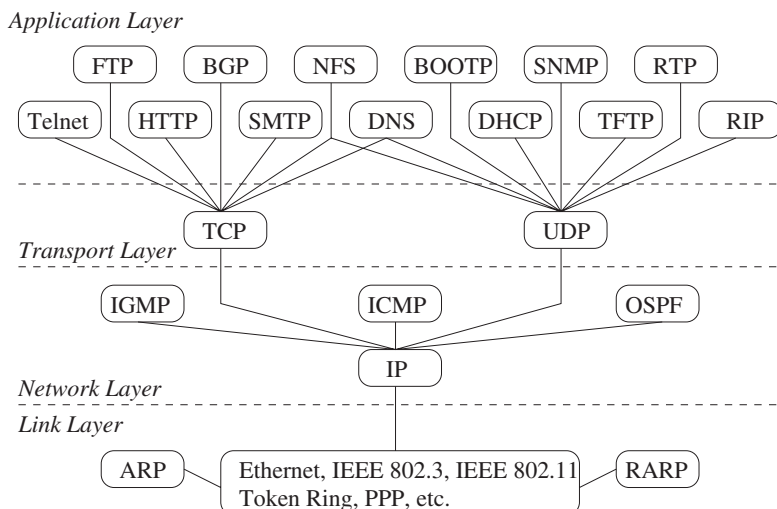 Application Layer
FTP BGP NFS BOOTP SNMP RTP
Telnet HTTP SMTP DNS DHCP TFTP RIP
TCP UDP
Transport Layer
IGMP ICMP OSPF
IP
Network Layer
Link Layer
ARP Ethernet, IEEE 802.3, IEEE 802.11 RARP
Token Ring, PPP, etc.